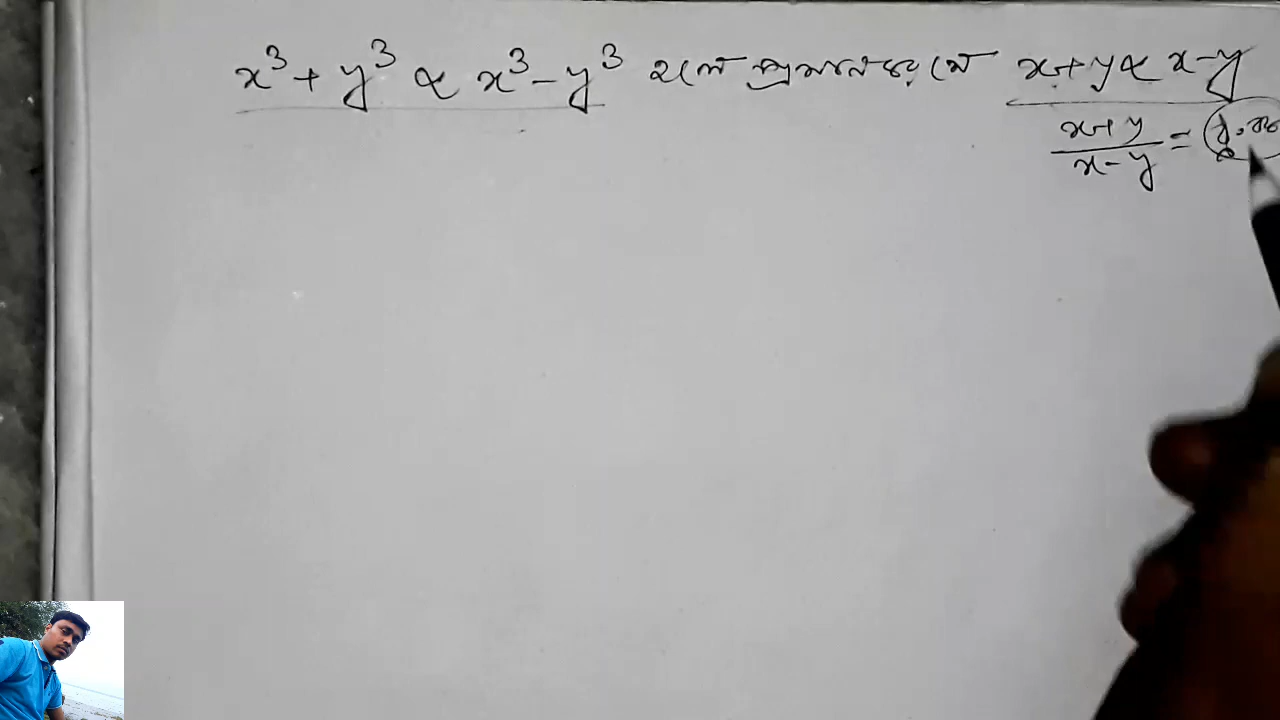 x³ + y³ ∝ x³ - y³ হলে প্রমান কর যে x + y ∝ x - y
x + y / x - y =